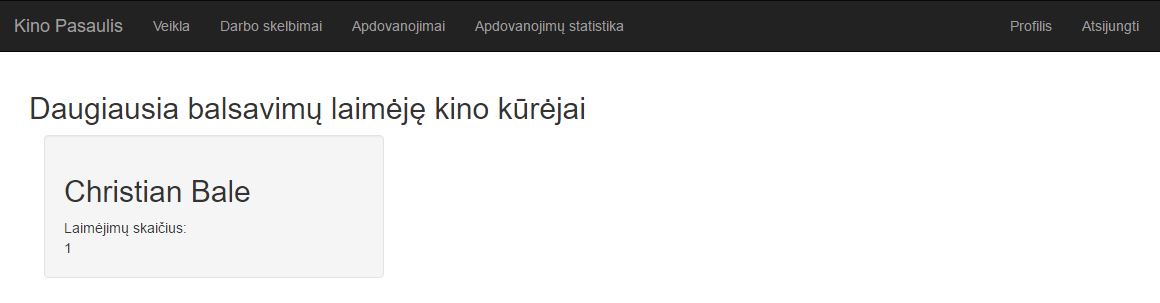 Kino Pasaulis Veikla Darbo skelbimai Apdovanojimai Apdovanojimų statistika Profilis Atsijungti
Daugiausia balsavimų laimėję kino kūrėjai
Christian Bale
Laimėjimų skaičius:
1